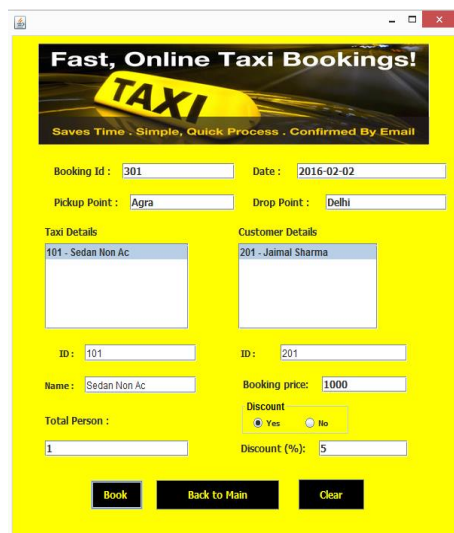 Fast, Online Taxi Bookings!
TAXI
Saves Time . Simple, Quick Process . Confirmed By Email
Booking Id : 301 Date : 2016-02-02
Pickup Point : Agra Drop Point : Delhi
Taxi Details Customer Details
101 - Sedan Non Ac 201 - Jaimal Sharma
ID : 101 ID : 201
Name : Sedan Non Ac Booking price: 1000
Discount
Total Person : Yes No
1 Discount (%): 5
Book Back to Main Clear